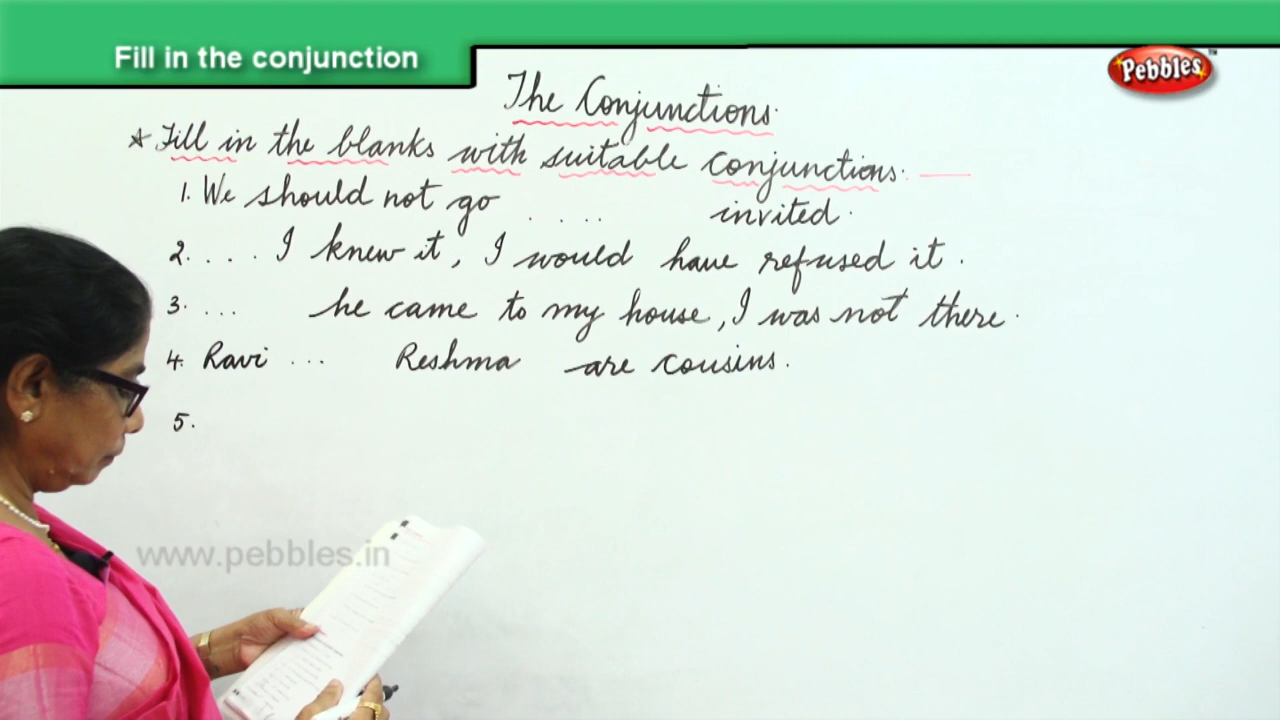 Fill in the conjunction
Pebbles™
The Conjunctions.
* Fill in the blanks with suitable conjunctions. ___
1. We should not go .... invited.
2. .... I knew it, I would have refused it.
3. ... he came to my house, I was not there.
4. Ravi ... Reshma are cousins.
5.
www.pebbles.in